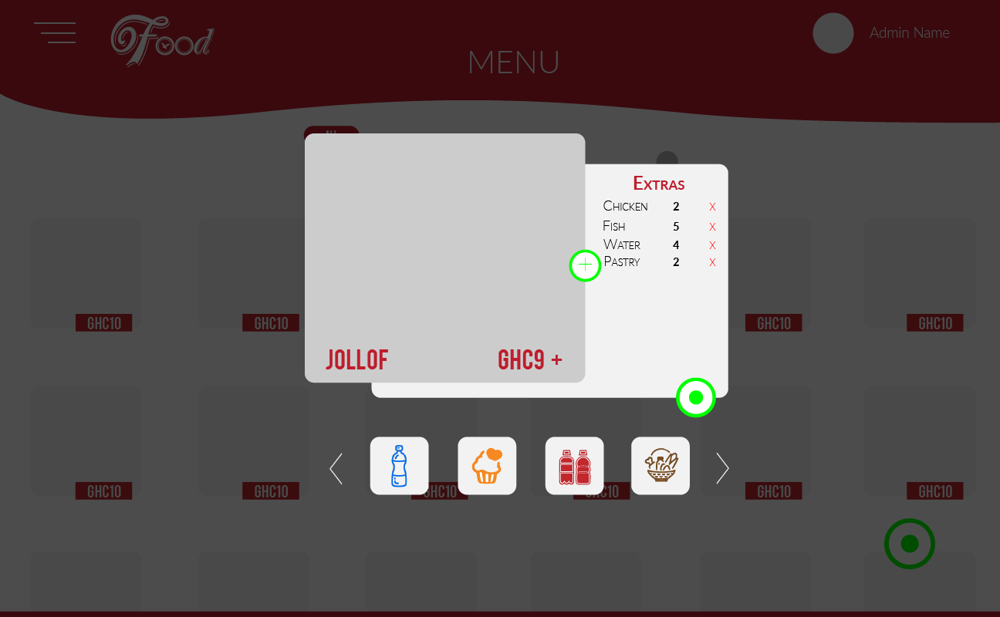 Food
Admin Name
MENU
EXTRAS
CHICKEN 2 X
FISH 5 X
WATER 4 X
PASTRY 2 X
+
GHC10 GHC10 GHC10 GHC10
JOLLOF GHC9 +
GHC10 GHC10 GHC10 GHC10 GHC10